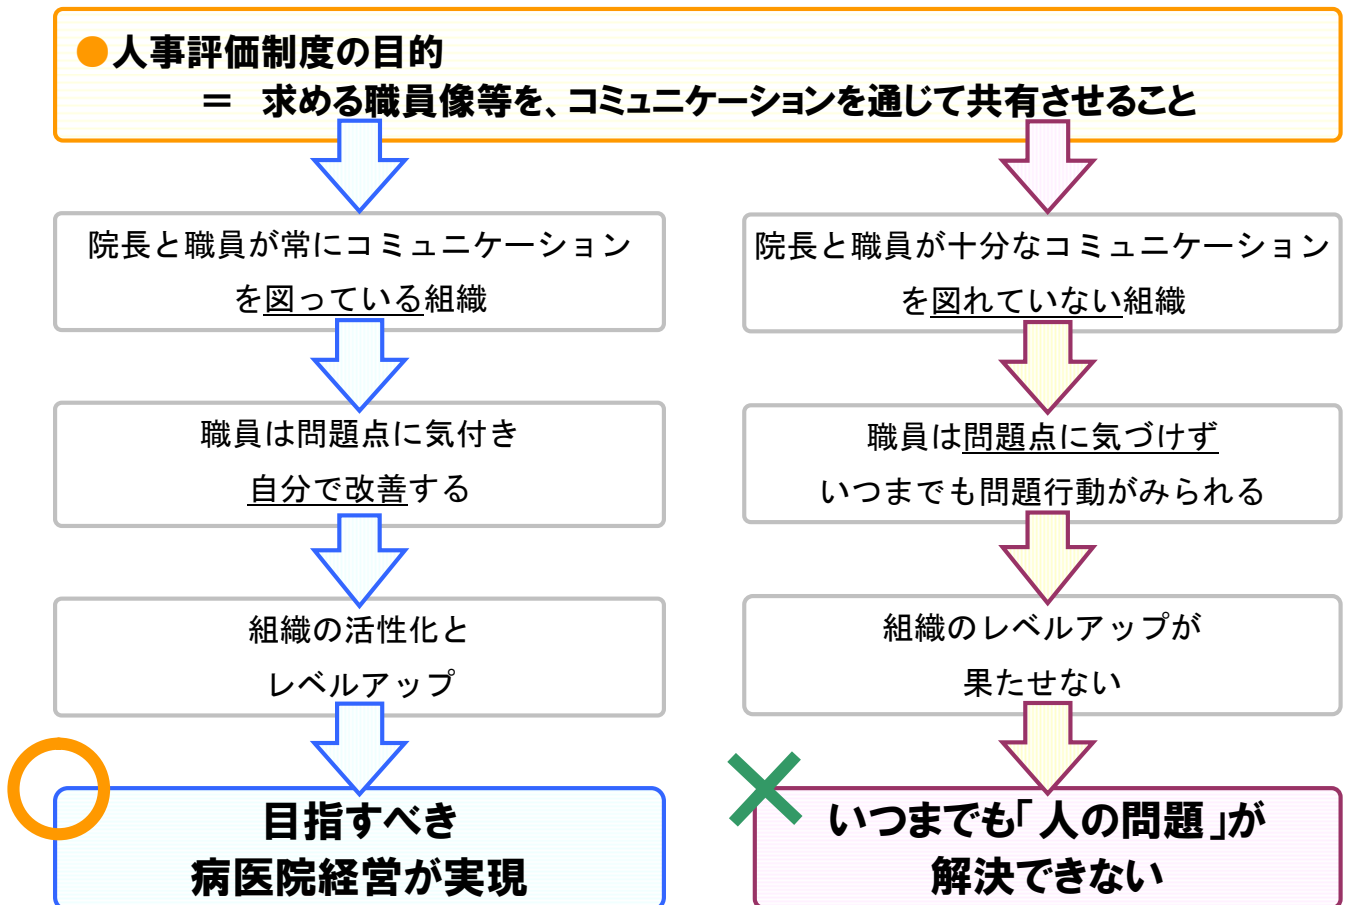 ●人事評価制度の目的
＝ 求める職員像等を、コミュニケーションを通じて共有させること
院長と職員が常にコミュニケーション
を図っている組織
職員は問題点に気付き
自分で改善する
組織の活性化と
レベルアップ
目指すべき
病医院経営が実現
院長と職員が十分なコミュニケーション
を図れていない組織
職員は問題点に気づけず
いつまでも問題行動がみられる
組織のレベルアップが
果たせない
いつまでも「人の問題」が
解決できない